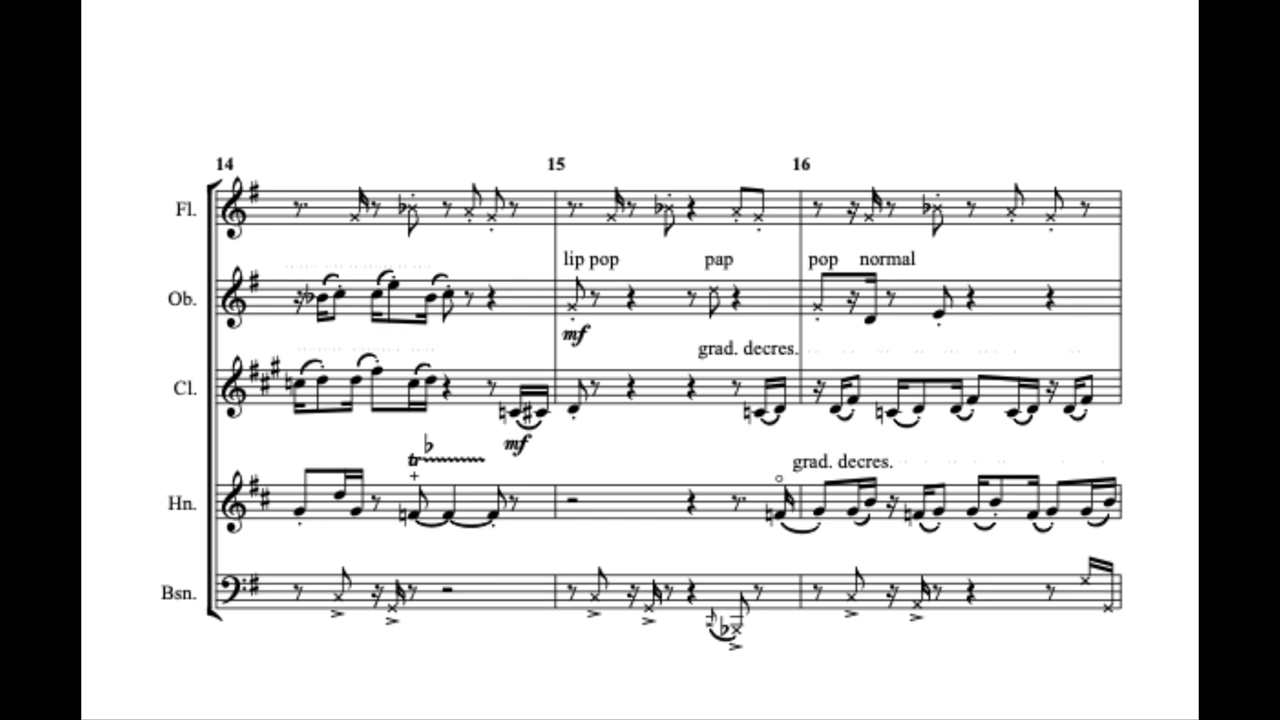 14 15 16
Fl.
lip pop pap pop normal
Ob.
mf
grad. decres.
Cl.
mf
tr
grad. decres.
Hn.
Bsn.